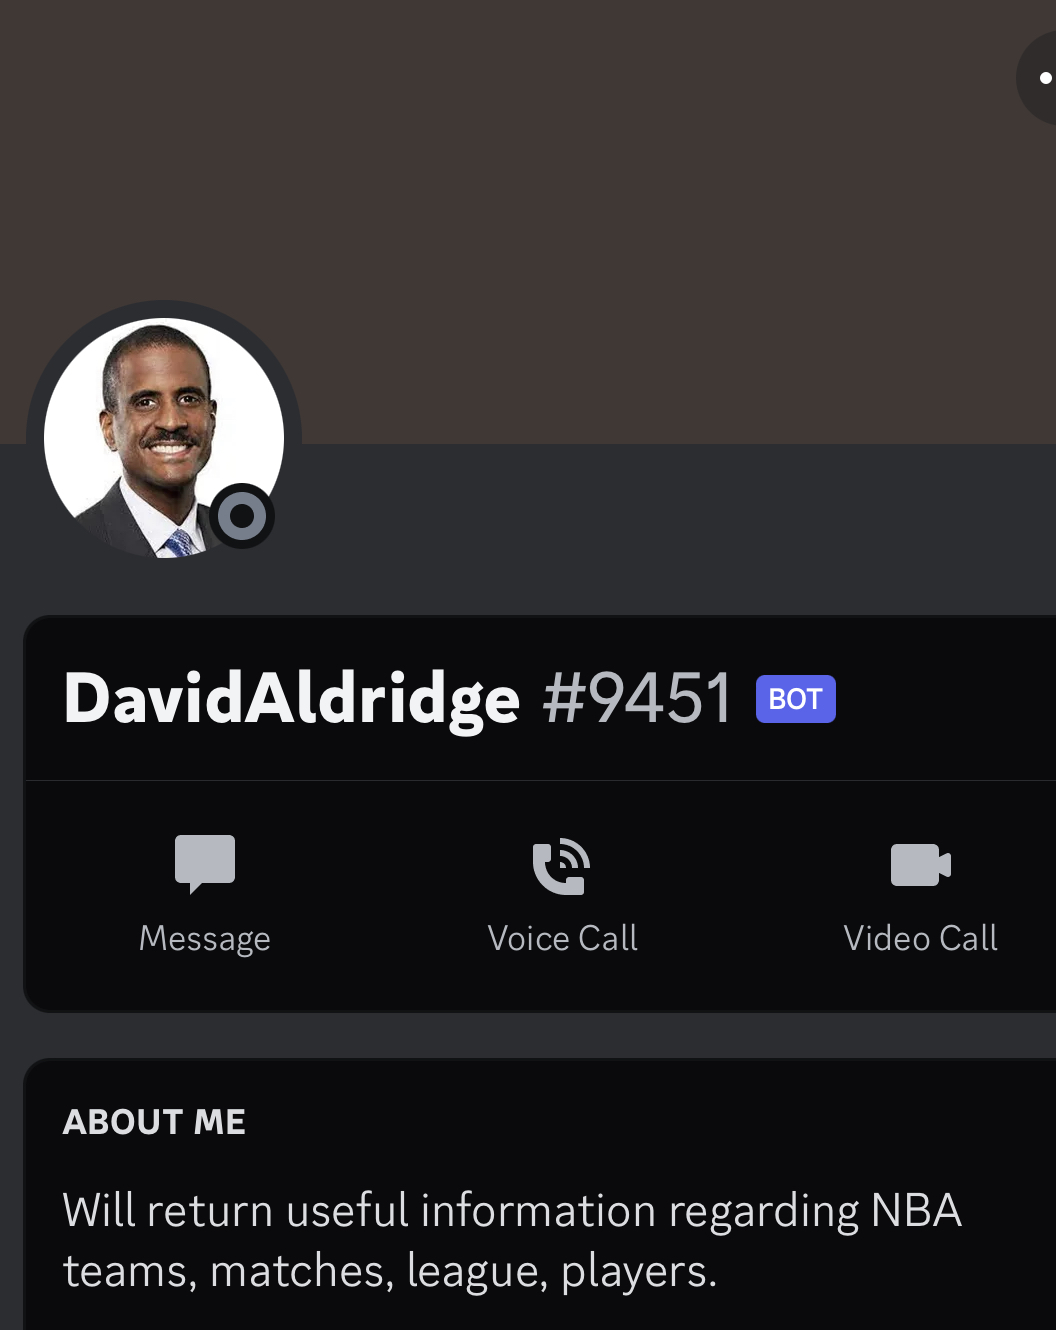 DavidAldridge #9451 BOT
Message Voice Call Video Call
ABOUT ME
Will return useful information regarding NBA
teams, matches, league, players.